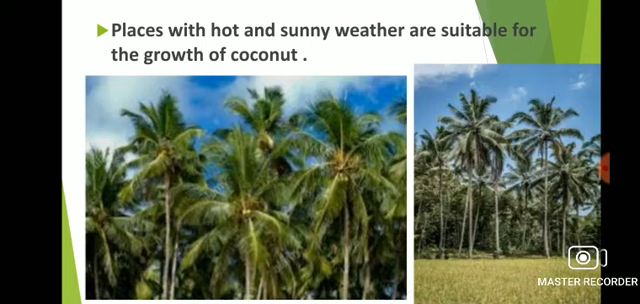 Places with hot and sunny weather are suitable for
the growth of coconut .
MASTER RECORDER